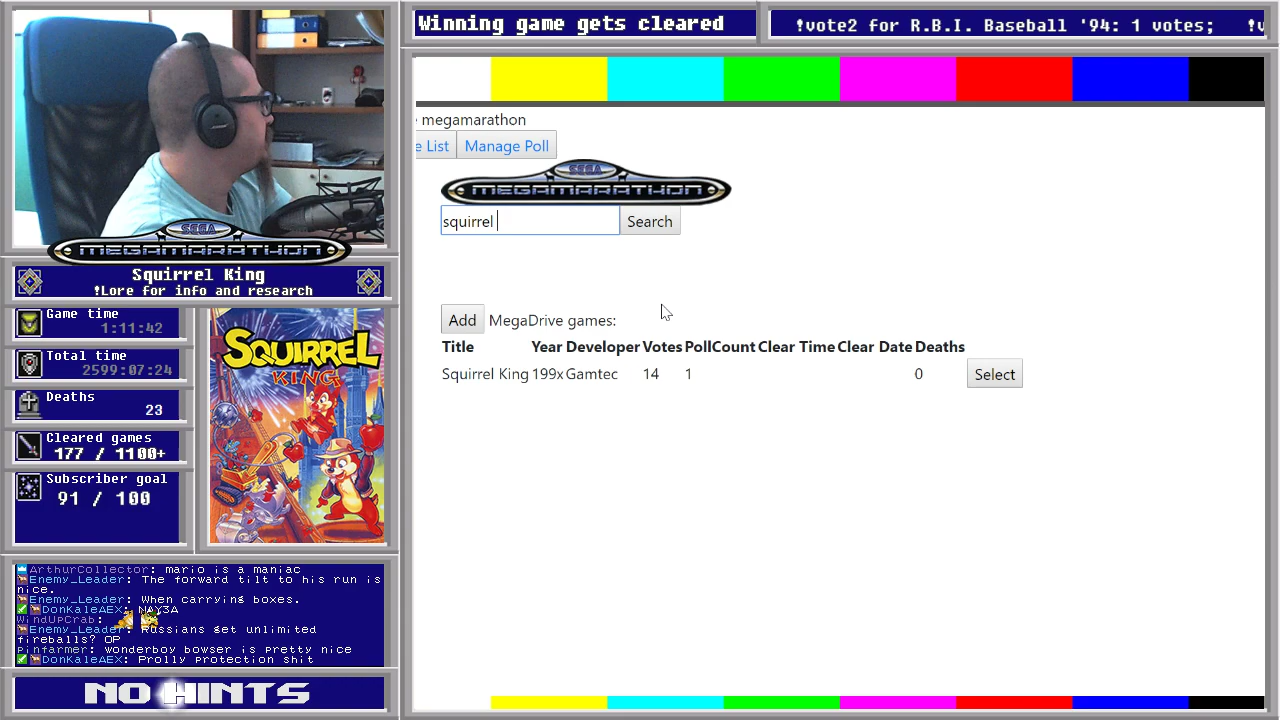 Winning game gets cleared
!vote2 for R.B.I. Baseball '94: 1 votes;
megamarathon
e List
Manage Poll
SEGA
MEGAMARATHON
squirrel
Search
Add
MegaDrive games:
Title Year Developer Votes PollCount Clear Time Clear Date Deaths
Squirrel King 199x Gamtec 14 1 0 Select
SEGA
MEGAMARATHON
Squirrel King
!Lore for info and research
Game time
1:11:42
Total time
2599:07:24
Deaths
23
Cleared games
177 / 1100+
Subscriber goal
91 / 100
SQUIRREL
KING
ArthurCollector: mario is a maniac
Enemy_Leader: The forward tilt to his run is
nice.
Enemy_Leader: When carrying boxes.
DonKaleAEX: NAY3A
WindUpCrab:
Enemy_Leader: Russians get unlimited
fireballs? OP
pinfarmer: wonderboy bowser is pretty nice
DonKaleAEX: Prolly protection shit
NO HINTS